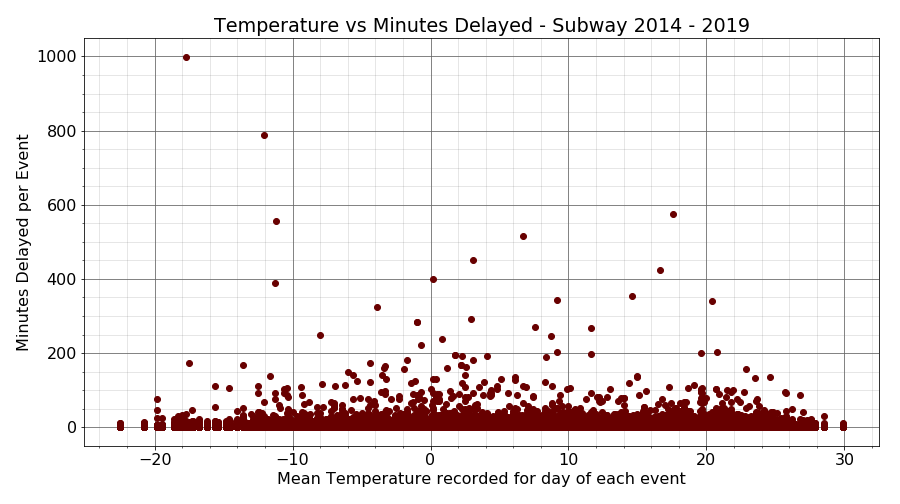 Temperature vs Minutes Delayed - Subway 2014 - 2019
1000
800
600
400
200
0
Minutes Delayed per Event
−20 −10 0 10 20 30
Mean Temperature recorded for day of each event